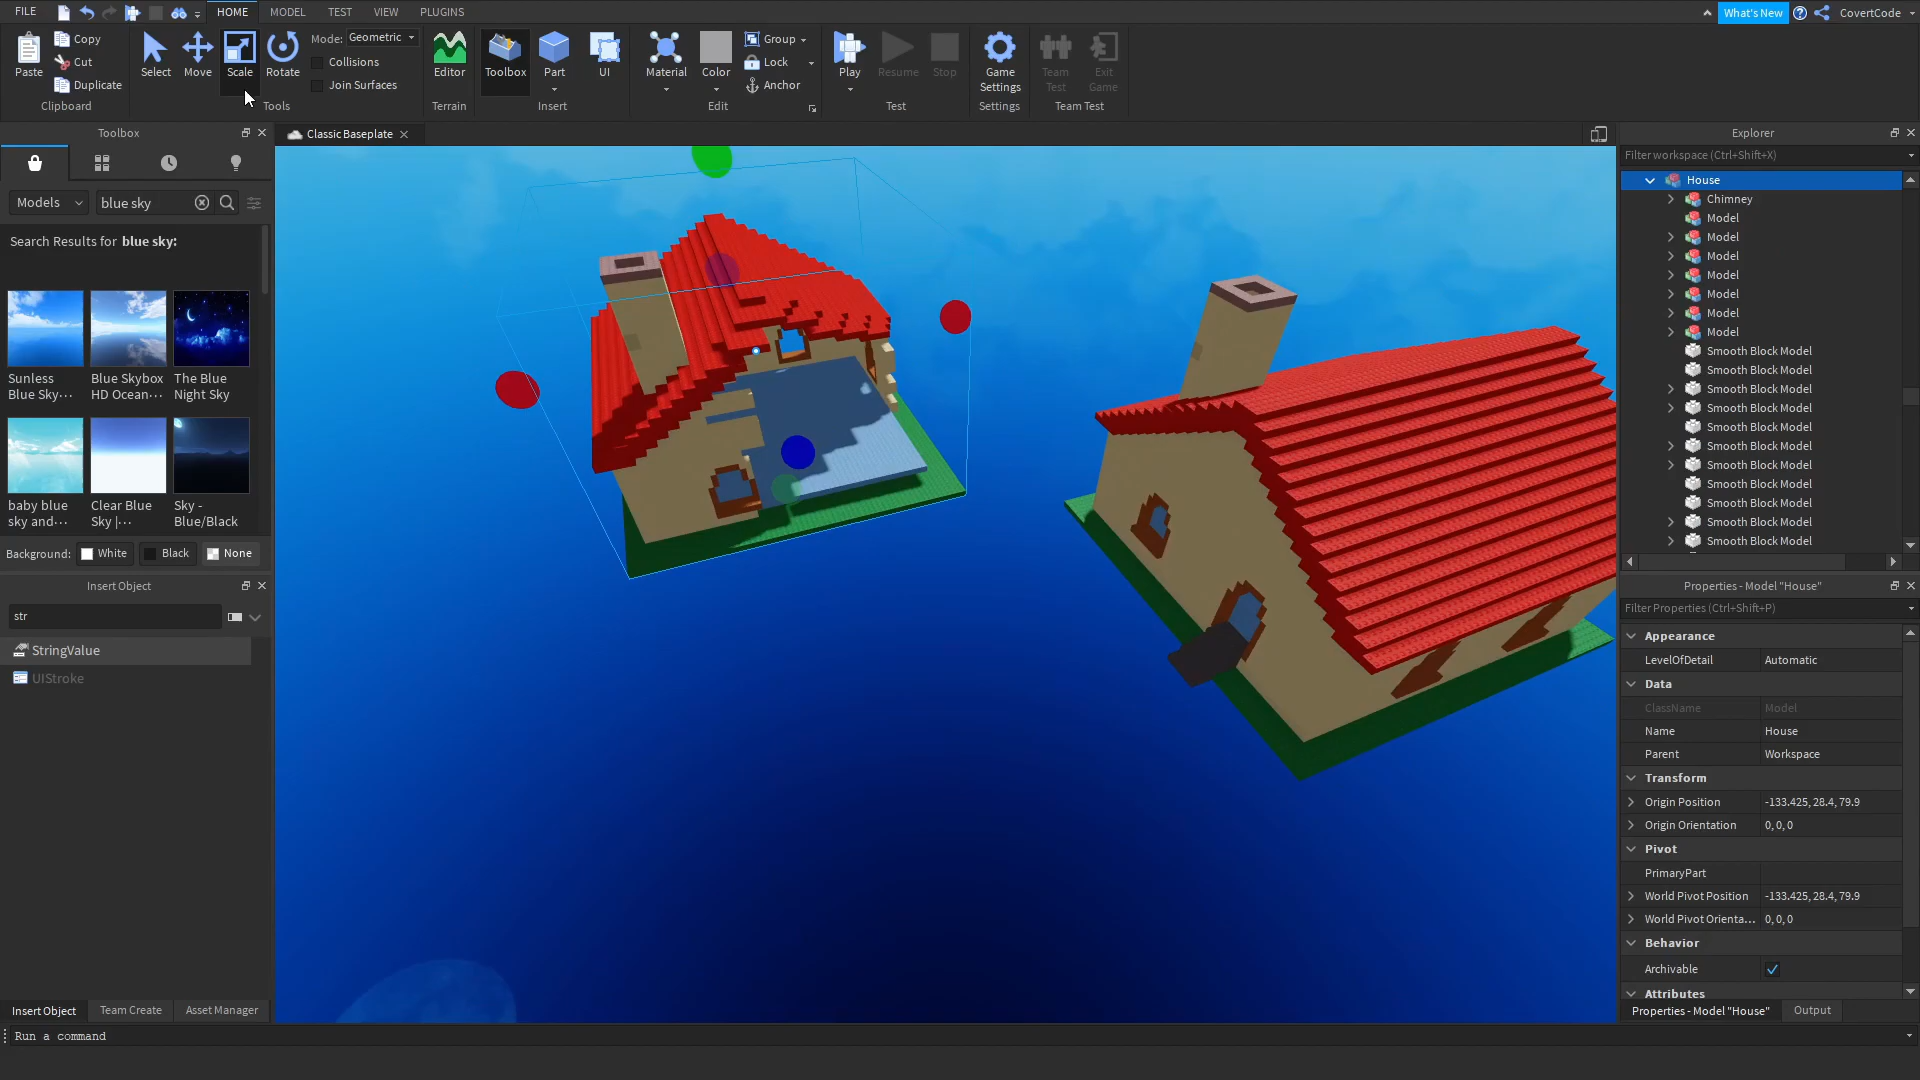 FILE
HOME
MODEL
TEST
VIEW
PLUGINS
What's New
CovertCode
Paste
Copy
Cut
Duplicate
Clipboard
Select
Move
Scale
Rotate
Mode: Geometric
Collisions
Join Surfaces
Tools
Editor
Terrain
Toolbox
Part
UI
Insert
Material
Color
Group
Lock
Anchor
Edit
Play
Resume
Stop
Test
Game
Settings
Settings
Team
Test
Exit
Game
Team Test
Toolbox
Models
blue sky
Search Results for blue sky:
Sunless
Blue Sky...
Blue Skybox
HD Ocean...
The Blue
Night Sky
baby blue
sky and...
Clear Blue
Sky |...
Sky -
Blue/Black
Background: White Black None
Insert Object
str
StringValue
UIStroke
Insert Object
Team Create
Asset Manager
Run a command
Classic Baseplate
Explorer
Filter workspace (Ctrl+Shift+X)
House
Chimney
Model
Model
Model
Model
Model
Model
Model
Smooth Block Model
Smooth Block Model
Smooth Block Model
Smooth Block Model
Smooth Block Model
Smooth Block Model
Smooth Block Model
Smooth Block Model
Smooth Block Model
Smooth Block Model
Smooth Block Model
Properties - Model "House"
Filter Properties (Ctrl+Shift+P)
Appearance
LevelOfDetail Automatic
Data
ClassName Model
Name House
Parent Workspace
Transform
Origin Position -133.425, 28.4, 79.9
Origin Orientation 0, 0, 0
Pivot
PrimaryPart
World Pivot Position -133.425, 28.4, 79.9
World Pivot Orienta... 0, 0, 0
Behavior
Archivable
Attributes
Properties - Model "House"
Output